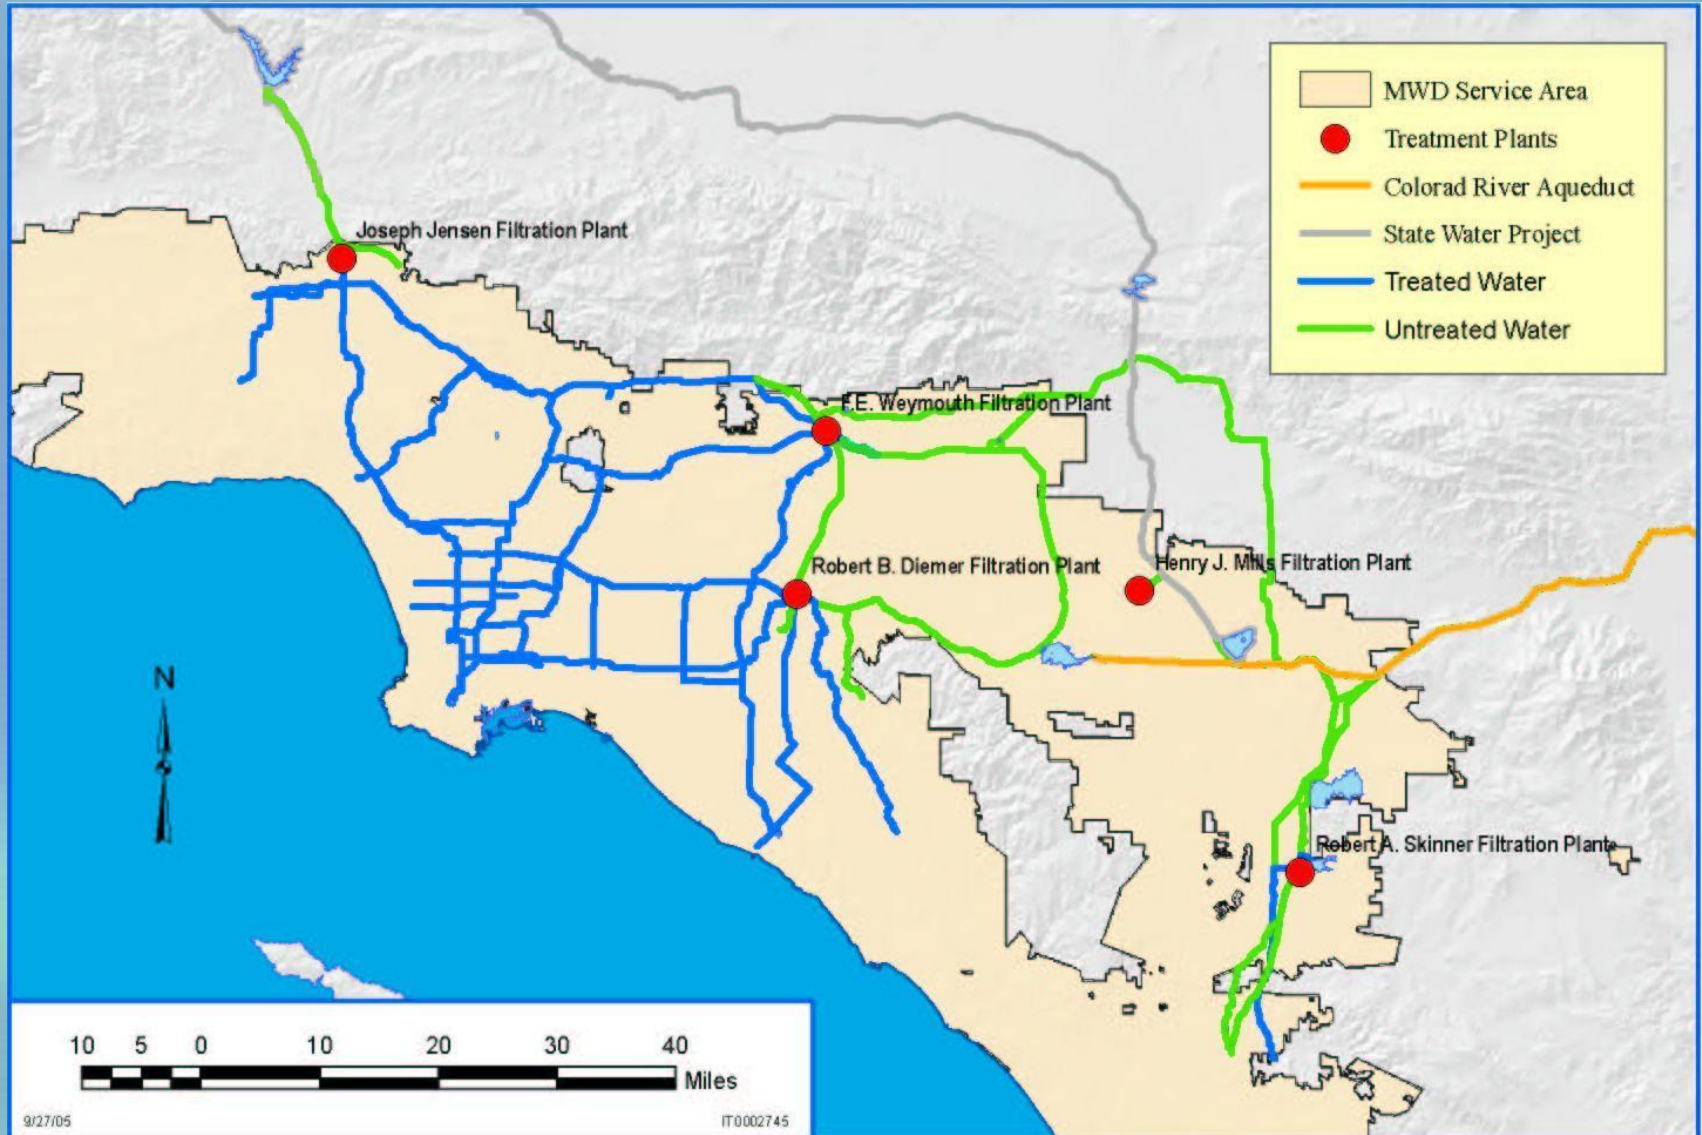 MWD Service Area
Treatment Plants
Colorad River Aqueduct
State Water Project
Treated Water
Untreated Water
Joseph Jensen Filtration Plant
F.E. Weymouth Filtration Plant
Robert B. Diemer Filtration Plant
Henry J. Mills Filtration Plant
Robert A. Skinner Filtration Plant
N
10 5 0 10 20 30 40
Miles
9/27/05
IT0002745